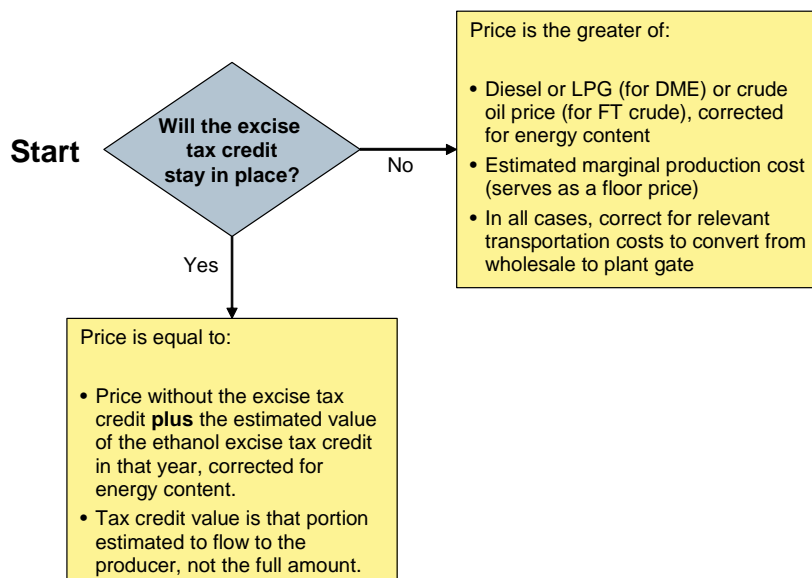 Start
Will the excise
tax credit
stay in place?
No
Yes
Price is the greater of:
• Diesel or LPG (for DME) or crude
oil price (for FT crude), corrected
for energy content
• Estimated marginal production cost
(serves as a floor price)
• In all cases, correct for relevant
transportation costs to convert from
wholesale to plant gate
Price is equal to:
• Price without the excise tax
credit plus the estimated value
of the ethanol excise tax credit
in that year, corrected for
energy content.
• Tax credit value is that portion
estimated to flow to the
producer, not the full amount.